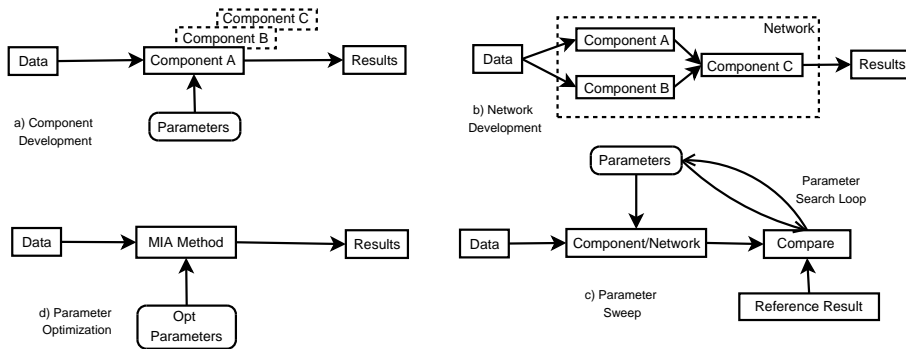 Component C
Component B
Data
Component A
Results
Parameters
a) Component
Development
Network
Data
Component A
Component B
Component C
Results
b) Network
Development
Parameters
Parameter
Search Loop
Data
Component/Network
Compare
Reference Result
c) Parameter
Sweep
Data
MIA Method
Results
d) Parameter
Optimization
Opt
Parameters